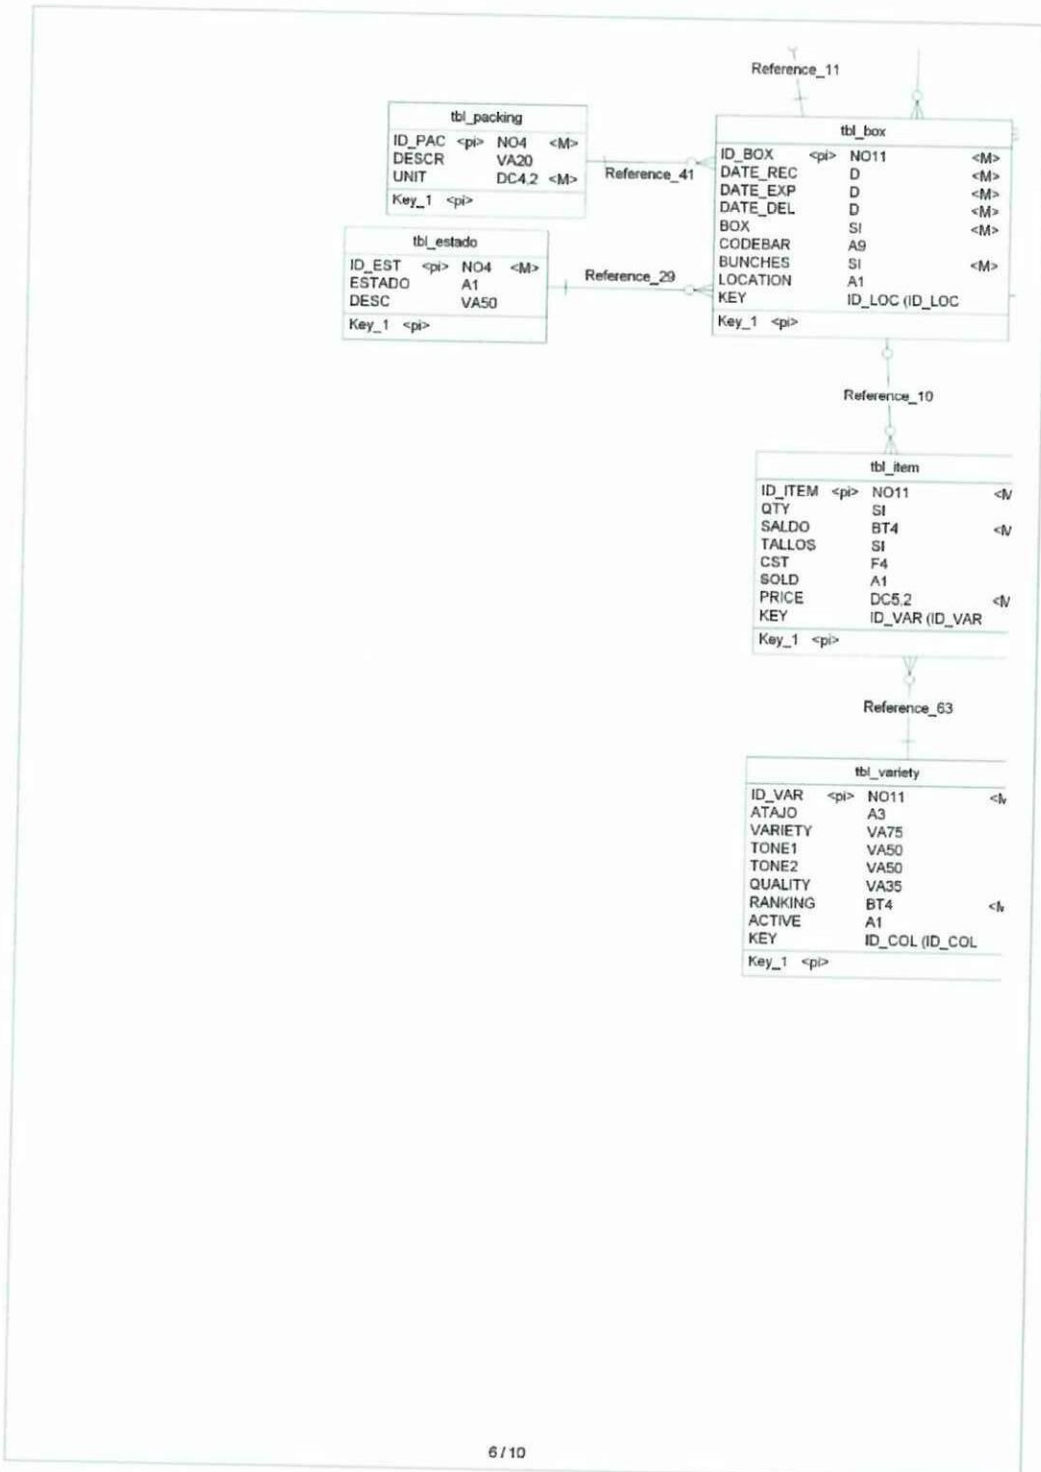 Reference_11
tbl_packing
ID_PAC <pi> NO4 <M>
DESCR VA20
UNIT DC4,2 <M>
Key_1 <pi>
Reference_41
tbl_box
ID_BOX <pi> NO11 <M>
DATE_REC D <M>
DATE_EXP D <M>
DATE_DEL D <M>
BOX SI <M>
CODEBAR A9
BUNCHES SI <M>
LOCATION A1
KEY ID_LOC (ID_LOC
Key_1 <pi>
tbl_estado
ID_EST <pi> NO4 <M>
ESTADO A1
DESC VA50
Key_1 <pi>
Reference_29
Reference_10
tbl_item
ID_ITEM <pi> NO11 <M
QTY SI
SALDO BT4 <M
TALLOS SI
CST F4
SOLD A1
PRICE DC5,2 <M
KEY ID_VAR (ID_VAR
Key_1 <pi>
Reference_63
tbl_variety
ID_VAR <pi> NO11 <M
ATAJO A3
VARIETY VA75
TONE1 VA50
TONE2 VA50
QUALITY VA35
RANKING BT4 <M
ACTIVE A1
KEY ID_COL (ID_COL
Key_1 <pi>
6 / 10